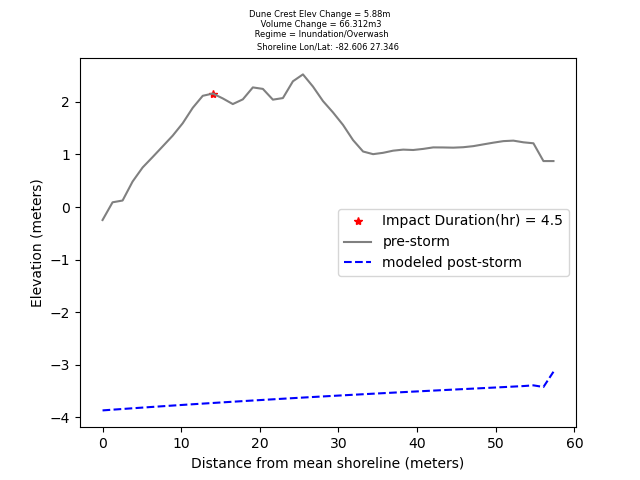 Dune Crest Elev Change = 5.88m
Volume Change = 66.312m3
Regime = Inundation/Overwash
Shoreline Lon/Lat: -82.606 27.346
2
1
0
−1
−2
−3
−4
Elevation (meters)
Impact Duration(hr) = 4.5
pre-storm
modeled post-storm
0 10 20 30 40 50 60
Distance from mean shoreline (meters)